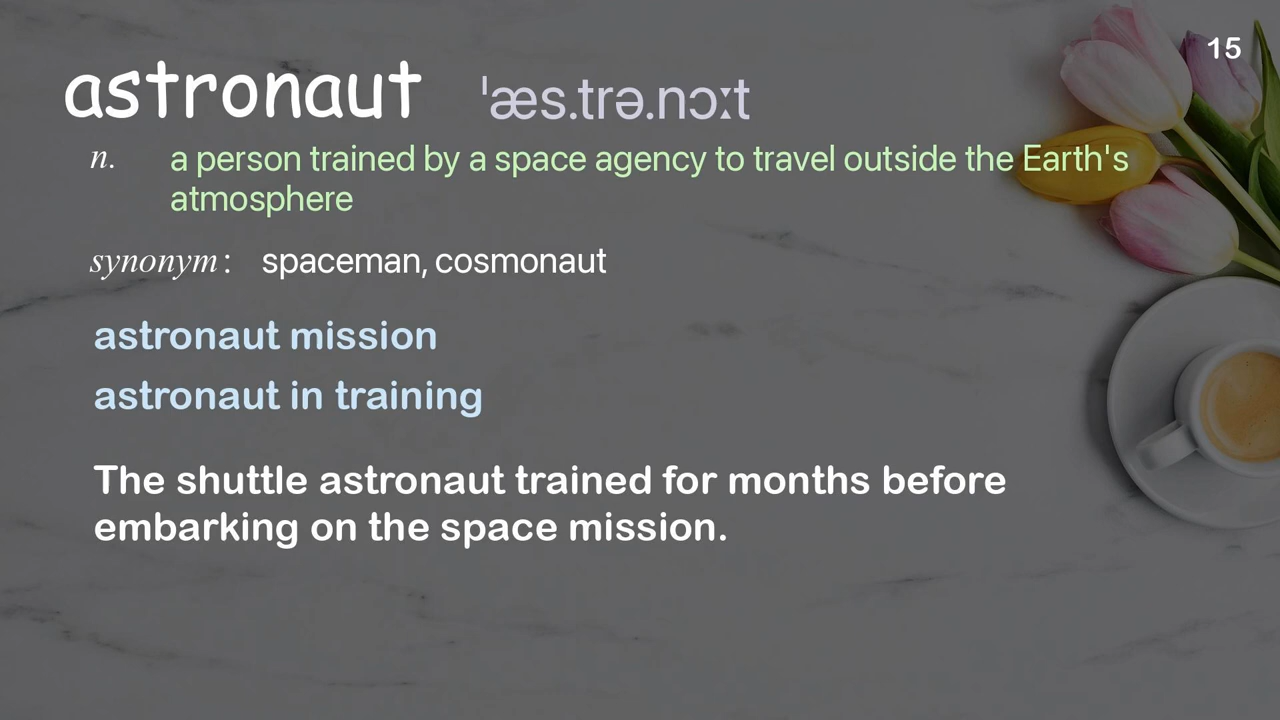 15
astronaut ˈæs.trə.nɔːt
n. a person trained by a space agency to travel outside the Earth's
atmosphere
synonym : spaceman, cosmonaut
astronaut mission
astronaut in training
The shuttle astronaut trained for months before
embarking on the space mission.